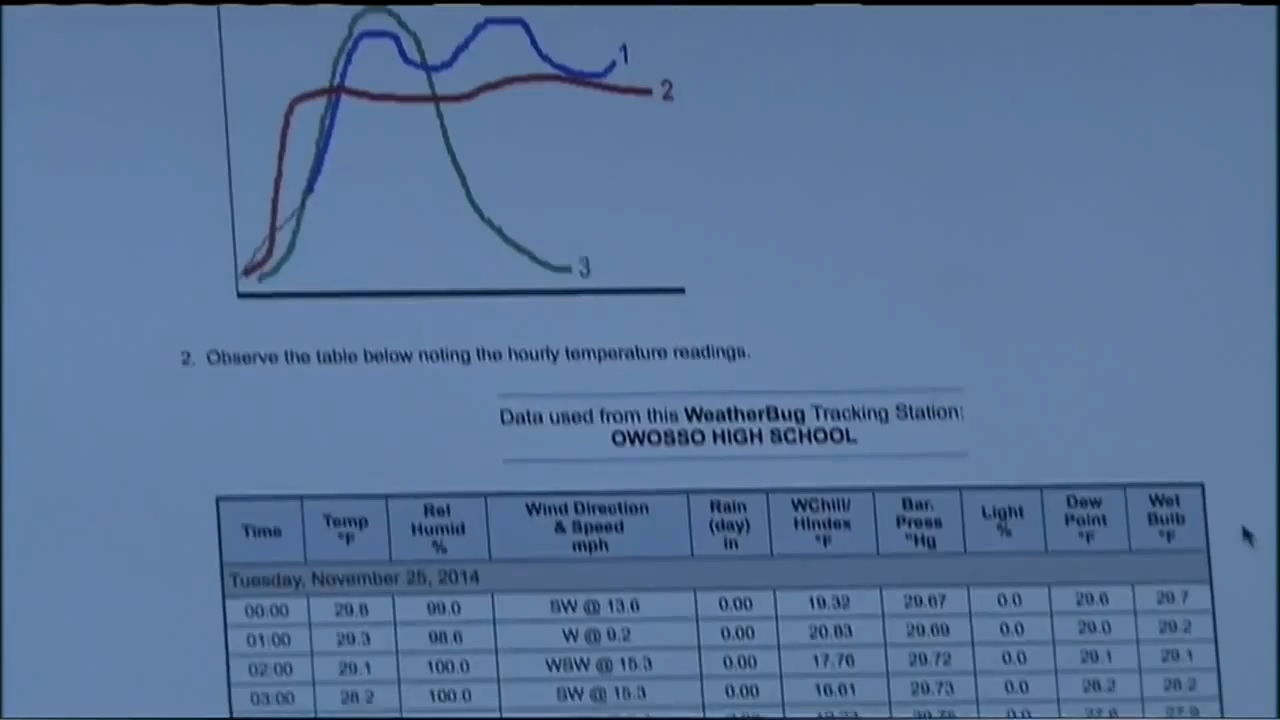 1
2
3
2. Observe the table below noting the hourly temperature readings.
Data used from this WeatherBug Tracking Station:
OWOSSO HIGH SCHOOL
Time Temp °F Rel Humid % Wind Direction & Speed mph Rain (day) in WChill/ HIndex °F Bar. Press "Hg Light % Dew Point °F Wet Bulb °F
Tuesday, November 25, 2014
00:00 29.6 99.0 SW @ 13.6 0.00 19.32 29.67 0.0 29.6 29.7
01:00 29.3 98.6 W @ 9.2 0.00 20.83 29.69 0.0 29.0 29.2
02:00 29.1 100.0 WSW @ 15.3 0.00 17.76 29.72 0.0 29.1 29.1
03:00 28.2 100.0 SW @ 15.3 0.00 16.61 29.73 0.0 28.2 28.2